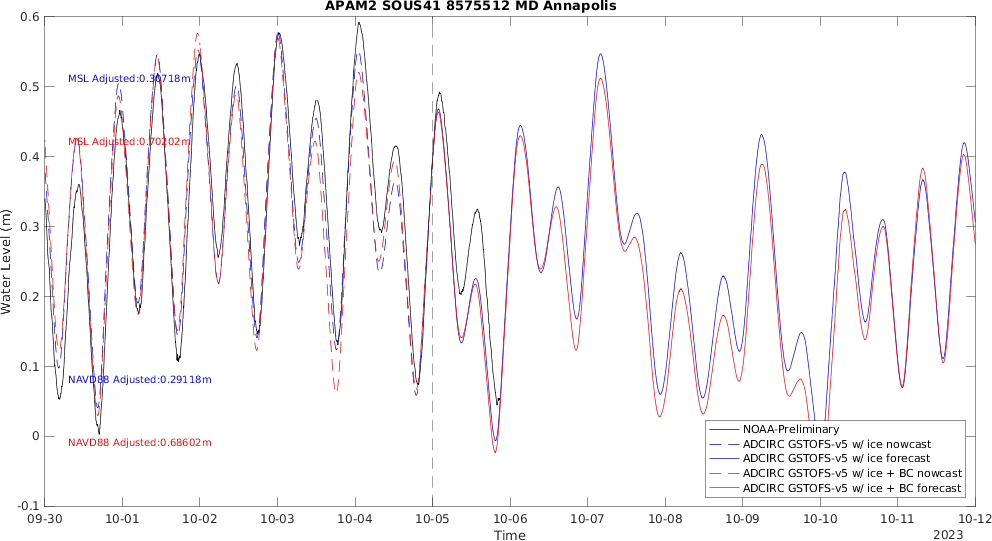 APAM2 SOUS41 8575512 MD Annapolis
0.6
0.5
0.4
0.3
0.2
0.1
0
-0.1
Water Level (m)
MSL Adjusted:0.30718m
MSL Adjusted:0.70202m
NAVD88 Adjusted:0.29118m
NAVD88 Adjusted:0.68602m
NOAA-Preliminary
ADCIRC GSTOFS-v5 w/ ice nowcast
ADCIRC GSTOFS-v5 w/ ice forecast
ADCIRC GSTOFS-v5 w/ ice + BC nowcast
ADCIRC GSTOFS-v5 w/ ice + BC forecast
09-30 10-01 10-02 10-03 10-04 10-05 10-06 10-07 10-08 10-09 10-10 10-11 10-12
Time
2023